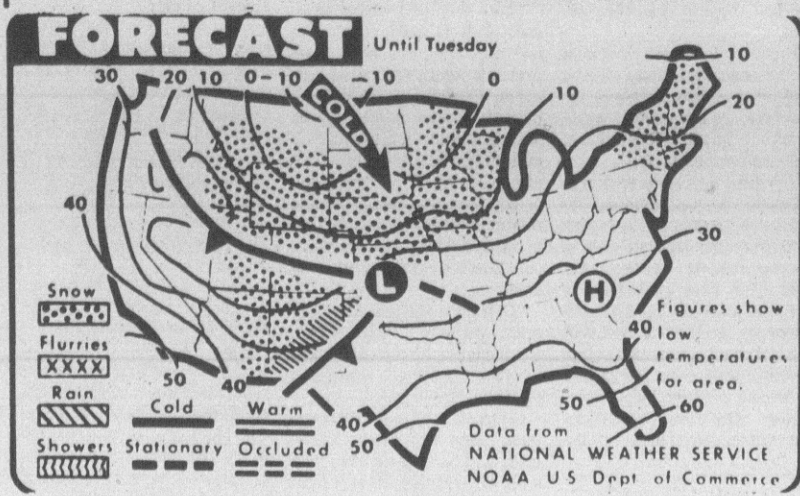 FORECAST Until Tuesday
30 20 10 0 -10 -10 0 10 10
20
COLD
40
30
L
H
Snow
Flurries
Rain
Showers
50 40
Cold Warm
Stationary Occluded
40
50
40
50
60
Figures show
low
temperatures
for area.
Data from
NATIONAL WEATHER SERVICE
NOAA US Dept of Commerce